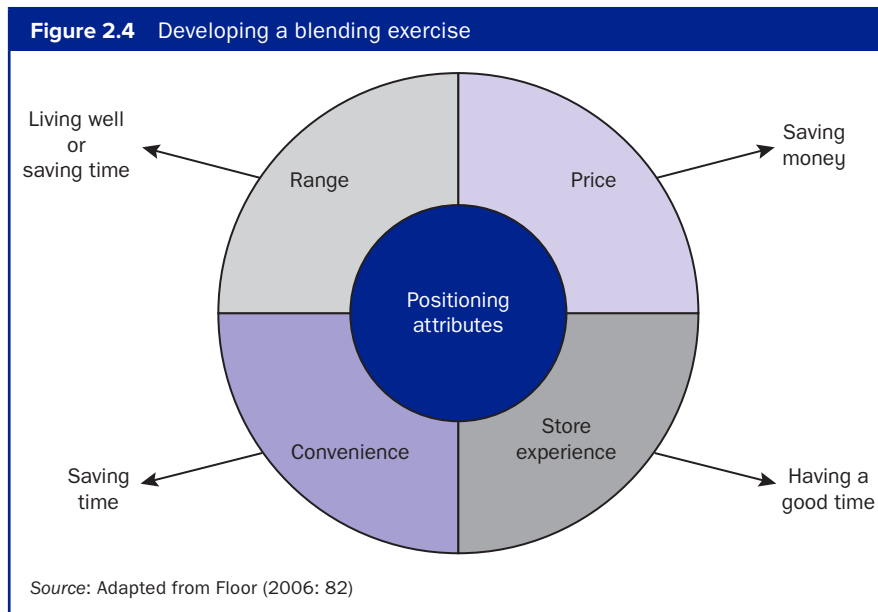 Figure 2.4 Developing a blending exercise
Living well
or
saving time
Range
Price
Saving
money
Positioning
attributes
Convenience
Store
experience
Saving
time
Having a
good time
Source: Adapted from Floor (2006: 82)